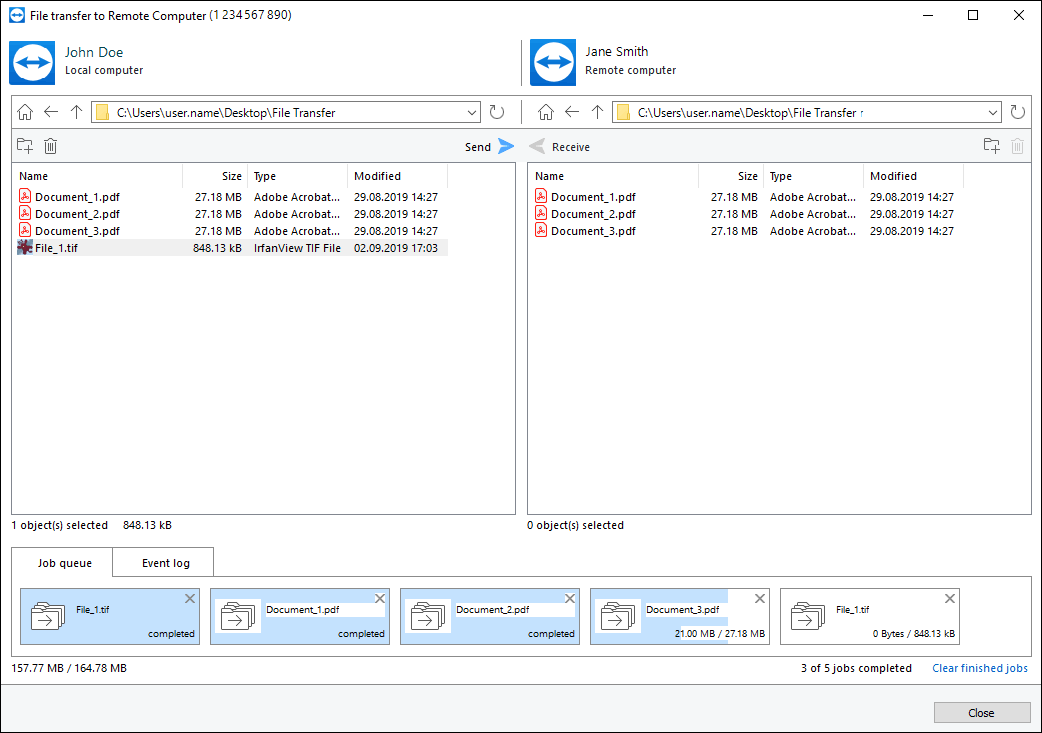 File transfer to Remote Computer (1 234 567 890)
John Doe
Local computer
Jane Smith
Remote computer
C:\Users\user.name\Desktop\File Transfer
C:\Users\user.name\Desktop\File Transfer r
Send
Receive
Name Size Type Modified
Document_1.pdf 27.18 MB Adobe Acrobat... 29.08.2019 14:27
Document_2.pdf 27.18 MB Adobe Acrobat... 29.08.2019 14:27
Document_3.pdf 27.18 MB Adobe Acrobat... 29.08.2019 14:27
File_1.tif 848.13 kB IrfanView TIF File 02.09.2019 17:03
Name Size Type Modified
Document_1.pdf 27.18 MB Adobe Acrobat... 29.08.2019 14:27
Document_2.pdf 27.18 MB Adobe Acrobat... 29.08.2019 14:27
Document_3.pdf 27.18 MB Adobe Acrobat... 29.08.2019 14:27
1 object(s) selected 848.13 kB
0 object(s) selected
Job queue
Event log
File_1.tif
completed
Document_1.pdf
completed
Document_2.pdf
completed
Document_3.pdf
21.00 MB / 27.18 MB
File_1.tif
0 Bytes / 848.13 kB
157.77 MB / 164.78 MB
3 of 5 jobs completed
Clear finished jobs
Close